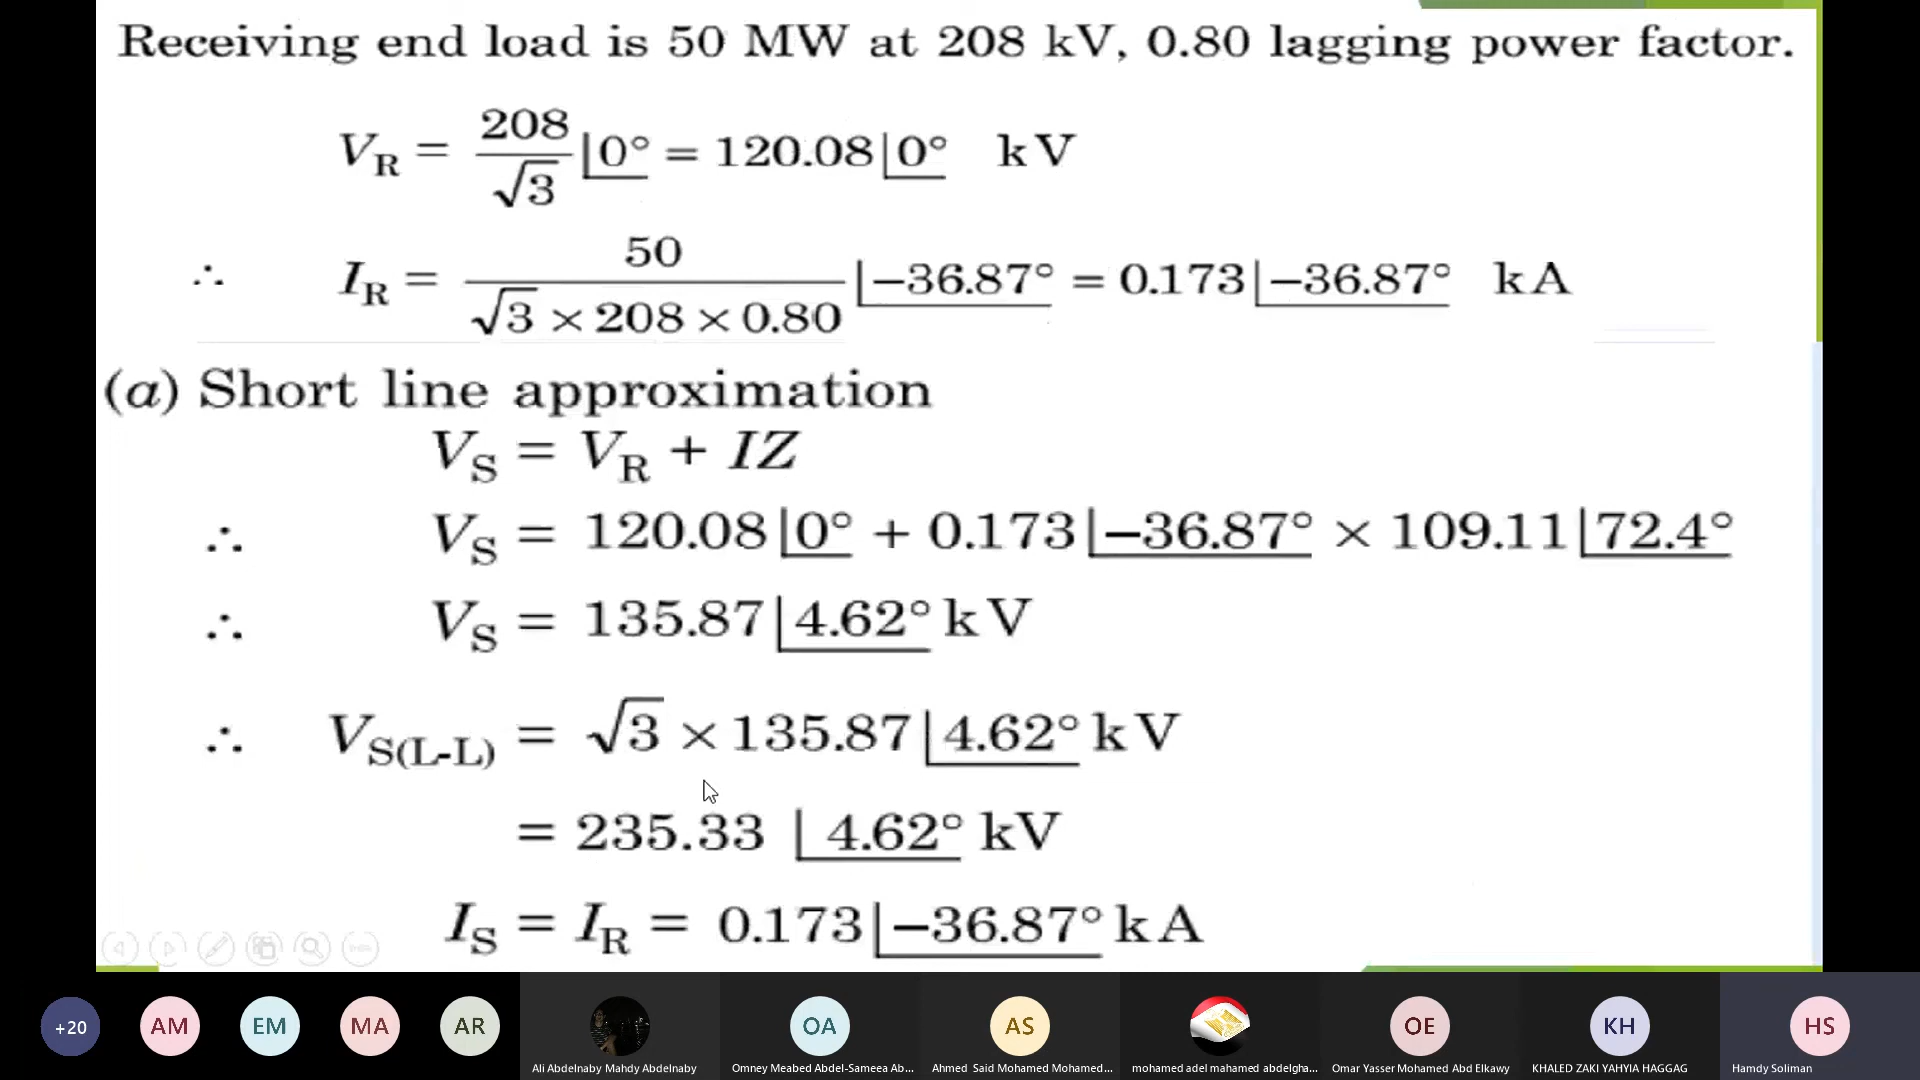 Receiving end load is 50 MW at 208 kV, 0.80 lagging power factor.
V_R = 208/√3 ⌊0° = 120.08⌊0° kV
∴ I_R = 50/(√3 × 208 × 0.80) ⌊−36.87° = 0.173⌊−36.87° kA
(a) Short line approximation
V_S = V_R + IZ
∴ V_S = 120.08⌊0° + 0.173⌊−36.87° × 109.11⌊72.4°
∴ V_S = 135.87⌊4.62° kV
∴ V_S(L-L) = √3 × 135.87⌊4.62° kV
= 235.33 ⌊4.62° kV
I_S = I_R = 0.173⌊−36.87° kA
+20 AM EM MA AR OA AS OE KH HS
Ali Abdelnaby Mahdy Abdelnaby Omney Meabed Abdel-Sameea Ab... Ahmed Said Mohamed Mohamed... mohamed adel mahamed abdelgha... Omar Yasser Mohamed Abd Elkawy KHALED ZAKI YAHYIA HAGGAG Hamdy Soliman